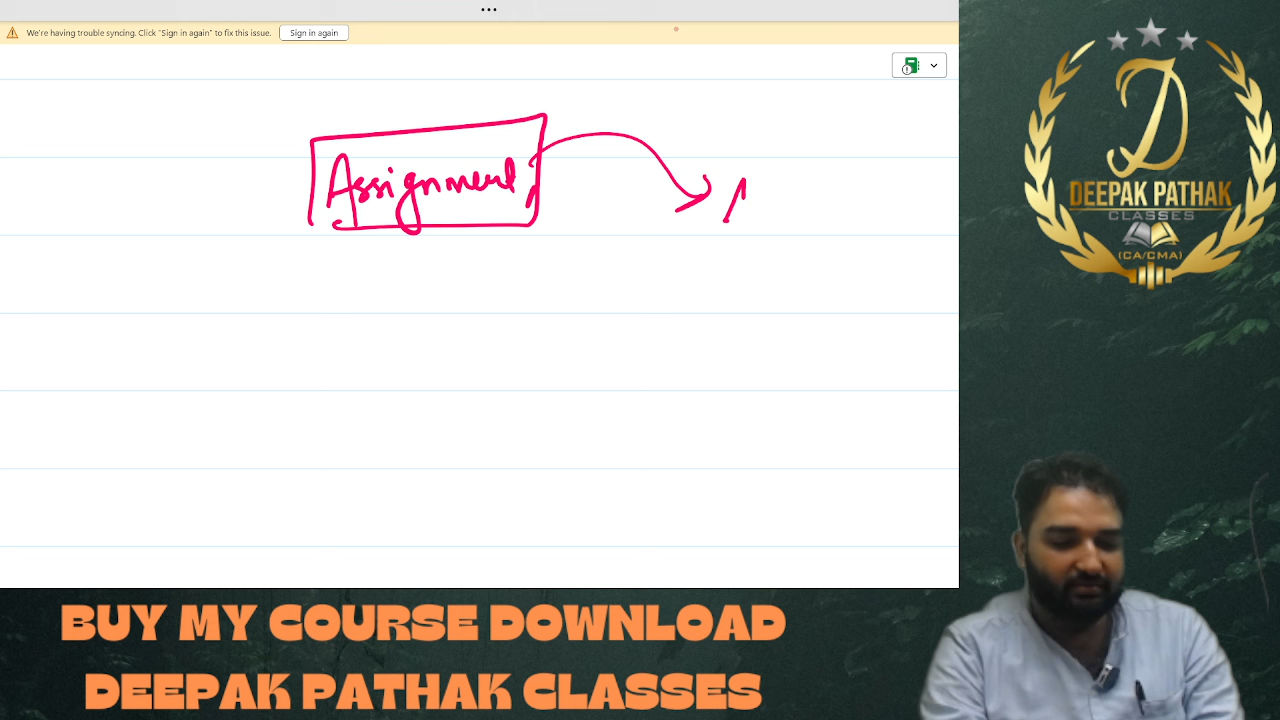 We're having trouble syncing. Click "Sign in again" to fix this issue.
Sign in again
Assignment
D
DEEPAK PATHAK
CLASSES
(CA/CMA)
BUY MY COURSE DOWNLOAD
DEEPAK PATHAK CLASSES